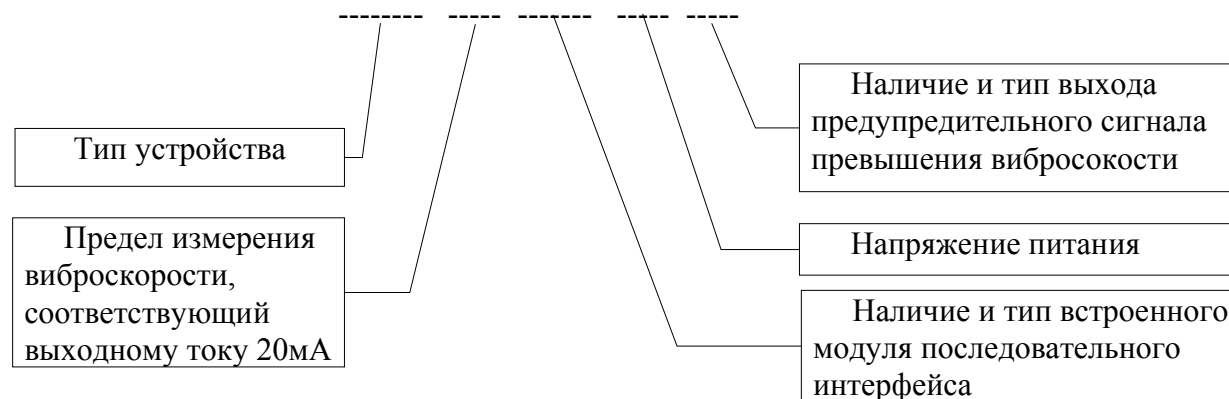 ------- ---- ------ ---- ----
Тип устройства
Предел измерения
виброскорости,
соответствующий
выходному току 20мА
Наличие и тип выхода
предупредительного сигнала
превышения вибросокости
Напряжение питания
Наличие и тип встроенного
модуля последовательного
интерфейса